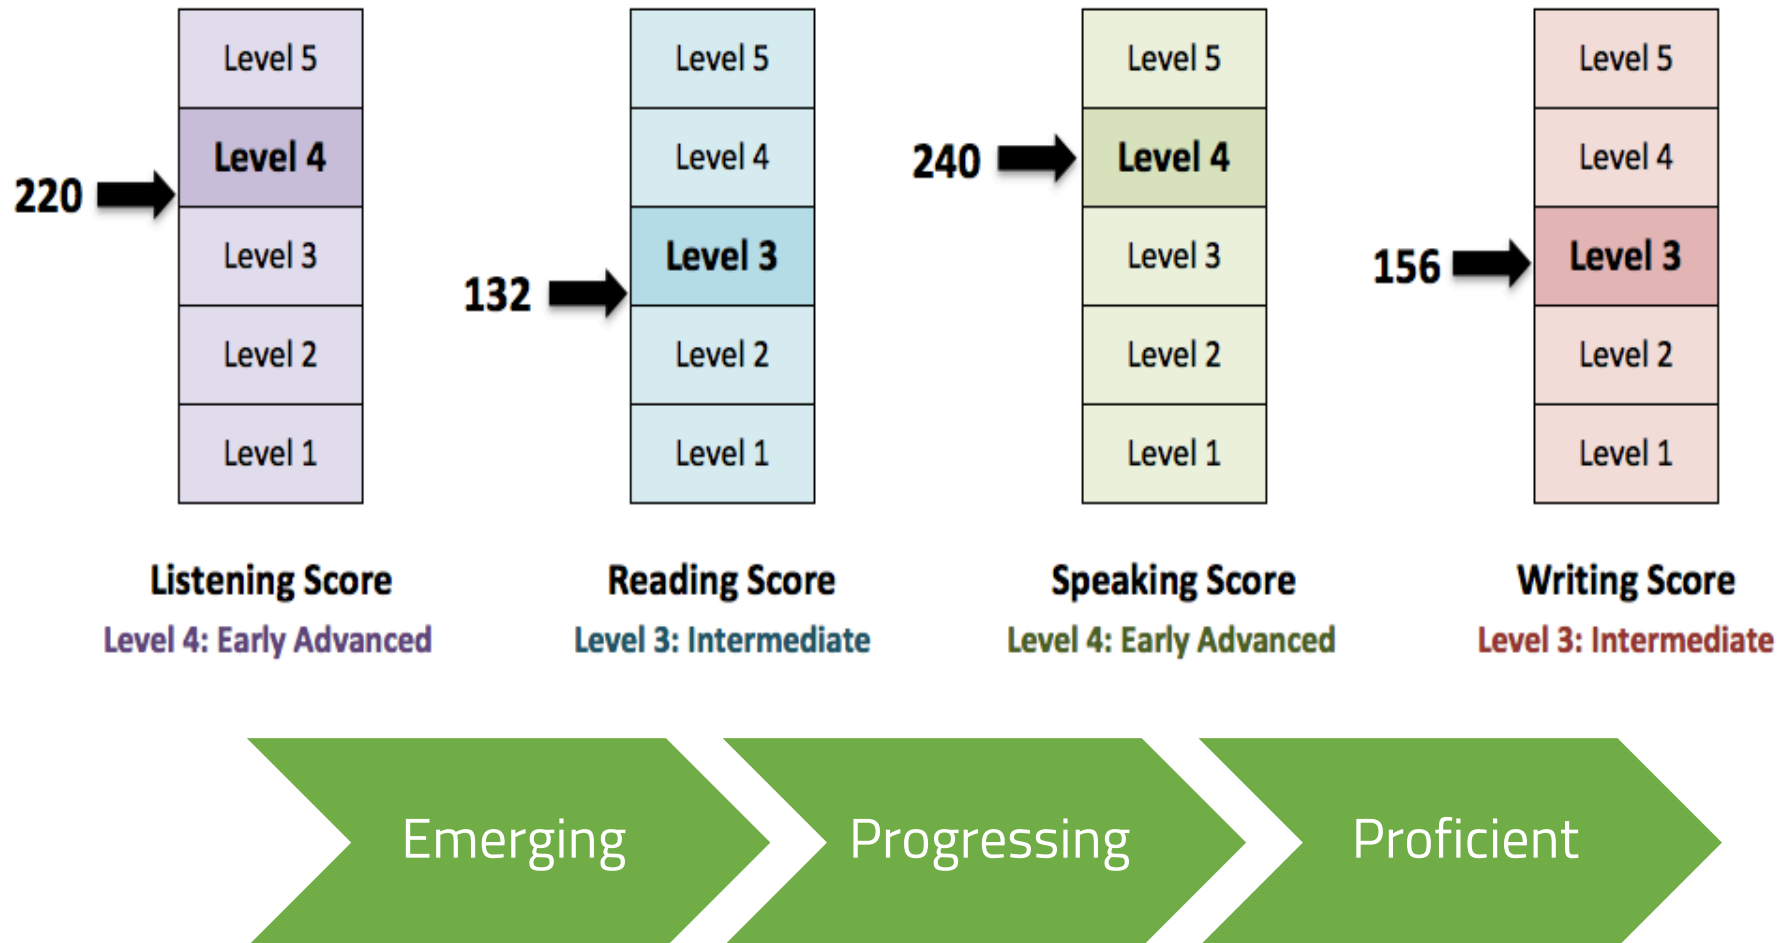 Level 5
Level 4
Level 3
Level 2
Level 1
220
Listening Score
Level 4: Early Advanced
Level 5
Level 4
Level 3
Level 2
Level 1
132
Reading Score
Level 3: Intermediate
Level 5
Level 4
Level 3
Level 2
Level 1
240
Speaking Score
Level 4: Early Advanced
Level 5
Level 4
Level 3
Level 2
Level 1
156
Writing Score
Level 3: Intermediate
Emerging
Progressing
Proficient